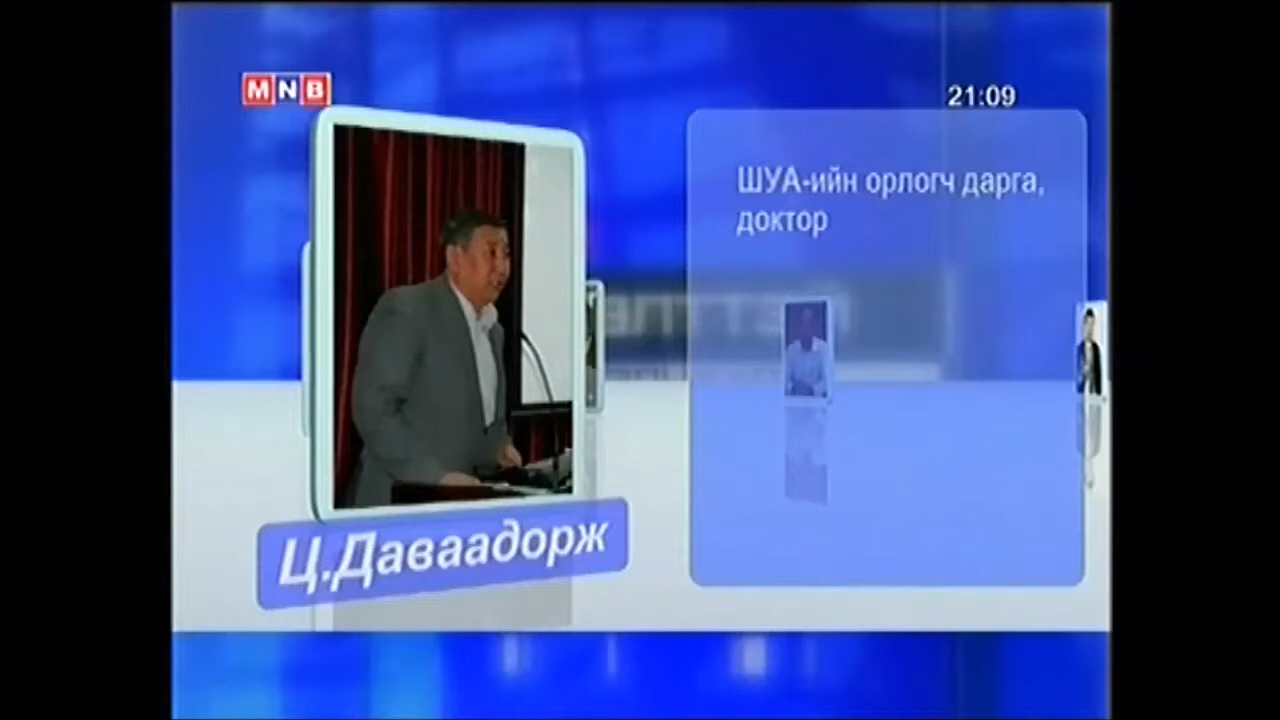 MNB
21:09
ШУА-ийн орлогч дарга,
доктор
Ц.Даваадорж